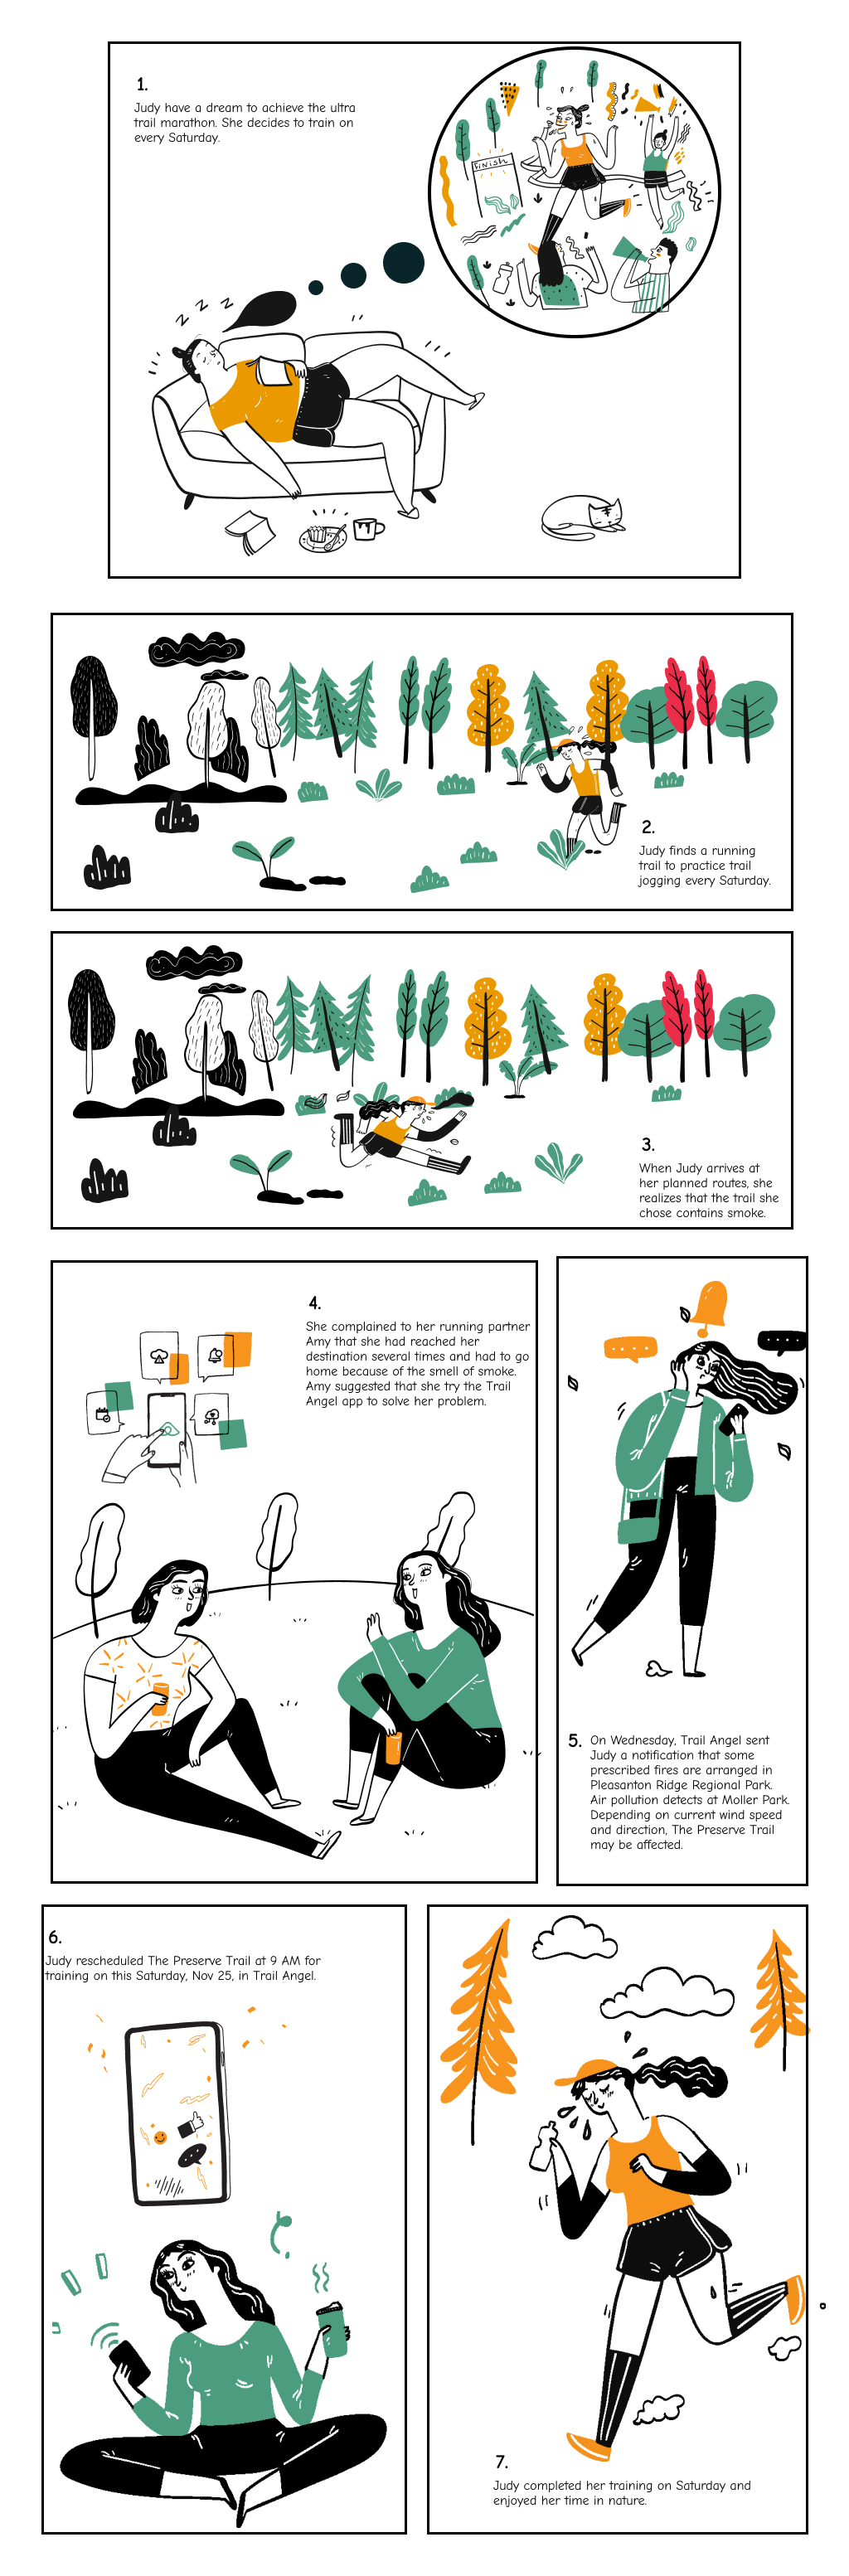 1.
Judy have a dream to achieve the ultra
trail marathon. She decides to train on
every Saturday.
finish
z z z
2.
Judy finds a running
trail to practice trail
jogging every Saturday.
3.
When Judy arrives at
her planned routes, she
realizes that the trail she
chose contains smoke.
4.
She complained to her running partner
Amy that she had reached her
destination several times and had to go
home because of the smell of smoke.
Amy suggested that she try the Trail
Angel app to solve her problem.
5. On Wednesday, Trail Angel sent
Judy a notification that some
prescribed fires are arranged in
Pleasanton Ridge Regional Park.
Air pollution detects at Moller Park.
Depending on current wind speed
and direction, The Preserve Trail
may be affected.
6.
Judy rescheduled The Preserve Trail at 9 AM for
training on this Saturday, Nov 25, in Trail Angel.
7.
Judy completed her training on Saturday and
enjoyed her time in nature.